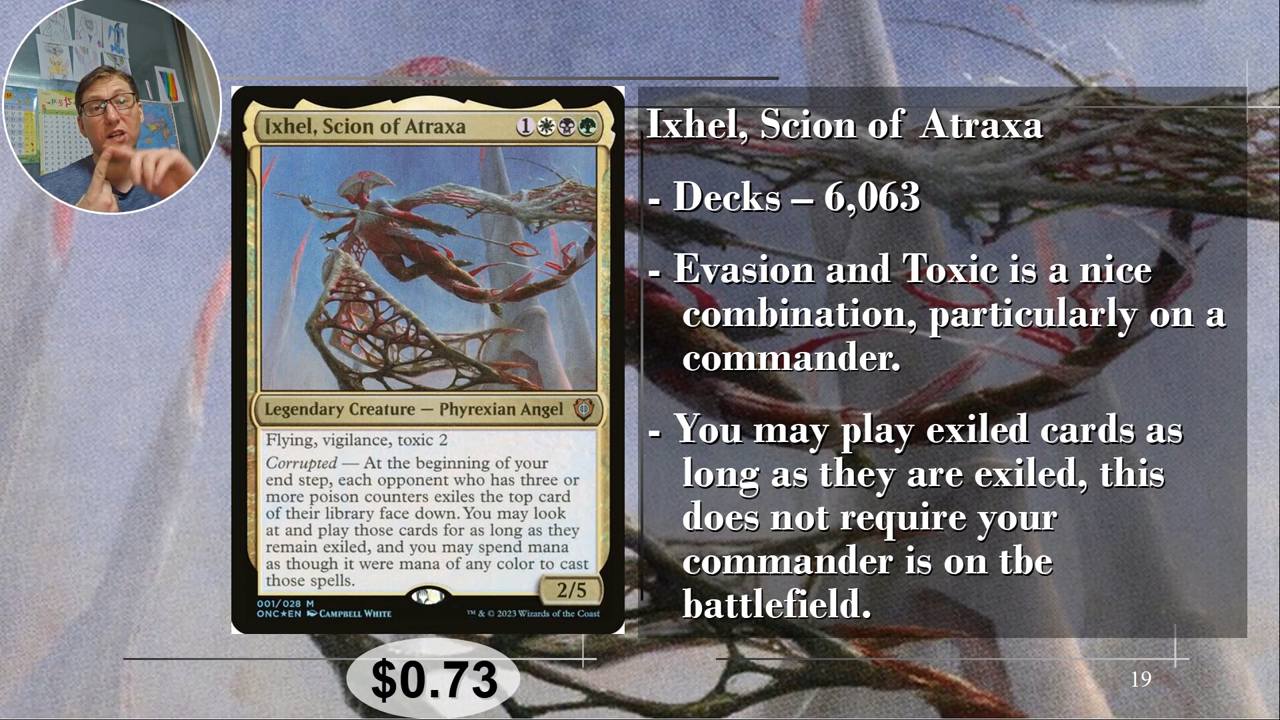 Ixhel, Scion of Atraxa
1
Legendary Creature — Phyrexian Angel
Flying, vigilance, toxic 2
Corrupted — At the beginning of your
end step, each opponent who has three or
more poison counters exiles the top card
of their library face down. You may look
at and play those cards for as long as they
remain exiled, and you may spend mana
as though it were mana of any color to cast
those spells.
2/5
001/028 M
ONC★EN CAMPBELL WHITE
™ & © 2023 Wizards of the Coast
$0.73
Ixhel, Scion of Atraxa
- Decks – 6,063
- Evasion and Toxic is a nice
combination, particularly on a
commander.
- You may play exiled cards as
long as they are exiled, this
does not require your
commander is on tbe
battlefield.
19